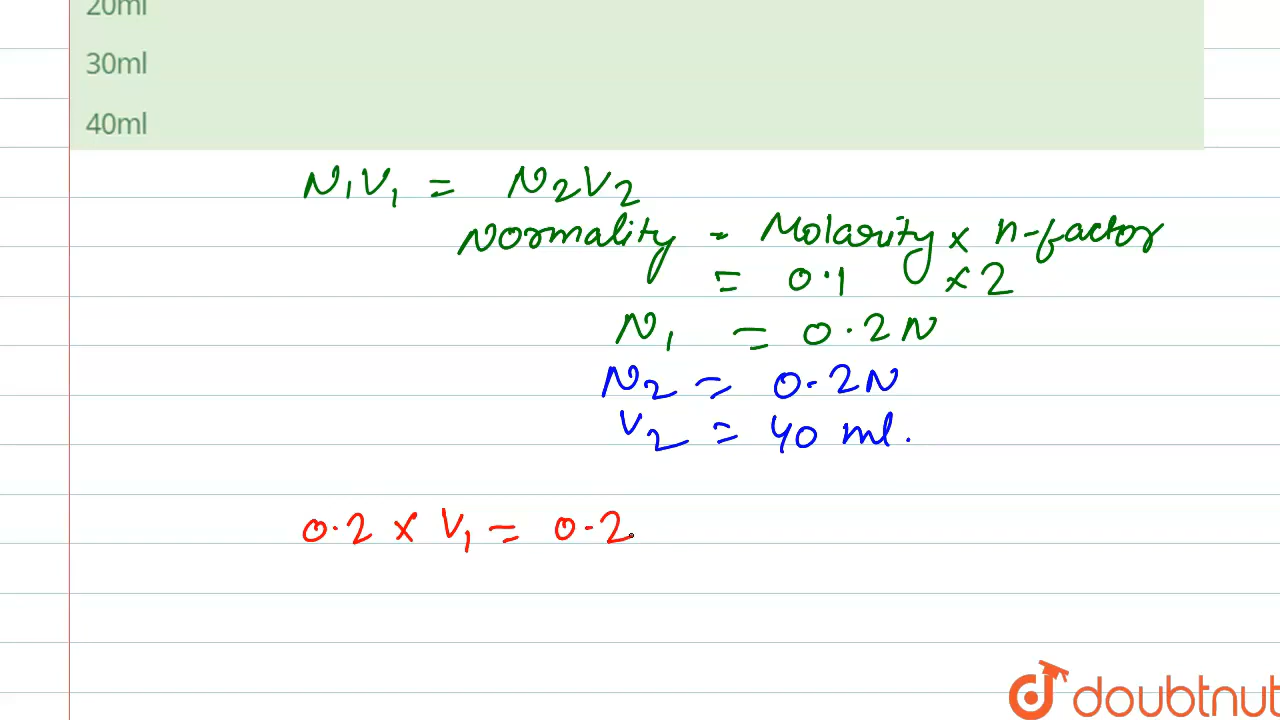 20ml
30ml
40ml
N₁V₁ = N₂V₂
Normality = Molarity × n-factor
= 0.1 × 2
N₁ = 0.2N
N₂ = 0.2N
V₂ = 40 ml.
0.2 × V₁ = 0.2
doubtnut